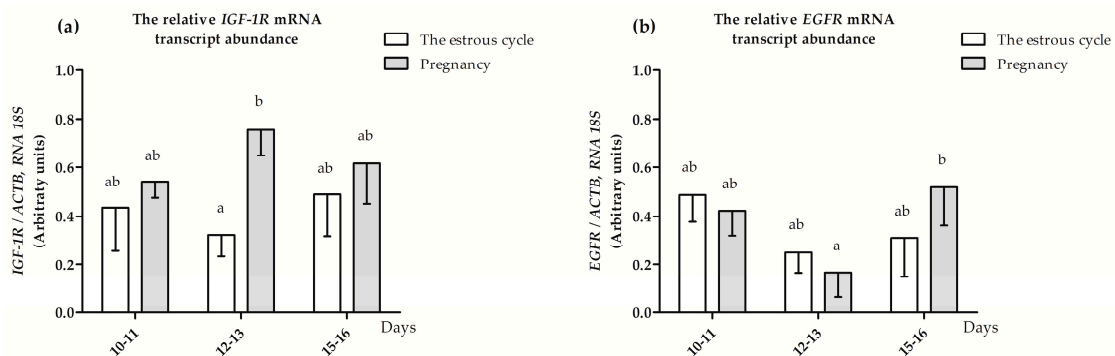 (a)
The relative IGF-1R mRNA
transcript abundance
The estrous cycle
Pregnancy
IGF-1R / ACTB, RNA 18S
(Arbitraty units)
1.0
0.8
0.6
0.4
0.2
0.0
ab
ab
a
b
ab
ab
10-11
12-13
15-16
Days
(b)
The relative EGFR mRNA
transcript abundance
The estrous cycle
Pregnancy
EGFR / ACTB, RNA 18S
(Arbitrary units)
1.0
0.8
0.6
0.4
0.2
0.0
ab
ab
ab
a
ab
b
10-11
12-13
15-16
Days